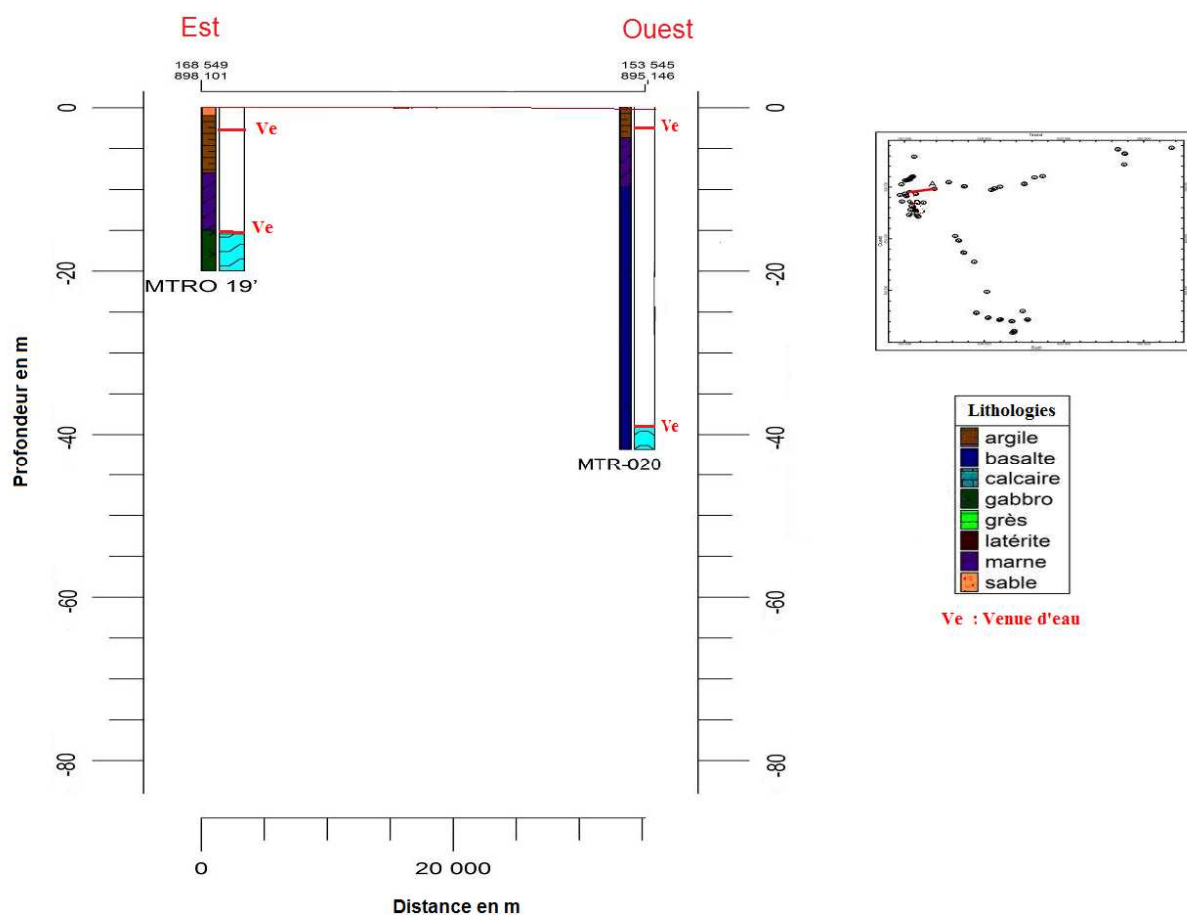 Est
Ouest
168 549
898 101
153 545
895 146
0
-20
-40
-60
-80
Profondeur en m
Ve
Ve
MTRO 19'
Ve
Ve
MTR-020
0
-20
-40
-60
-80
0
20 000
Distance en m
Lithologies
argile
basalte
calcaire
gabbro
grès
latérite
marne
sable
Ve : Venue d'eau